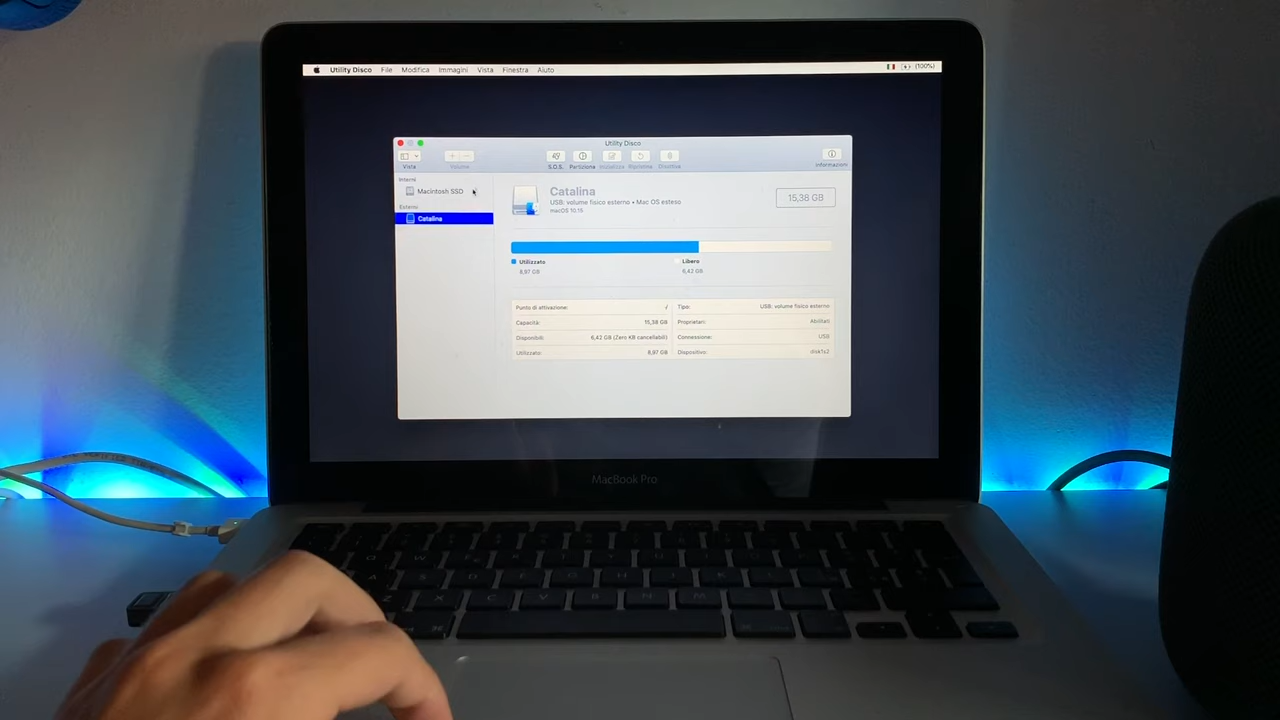 Utility Disco File Modifica Immagini Vista Finestra Aiuto (100%)
Utility Disco
Vista Volume S.O.S. Partiziona Inizializza Ripristina Disattiva Informazioni
Interni
Macintosh SSD
Esterni
Catalina
Catalina
USB: volume fisico esterno • Mac OS esteso
macOS 10.15
15,38 GB
Utilizzato
8,97 GB
Libero
6,42 GB
Punto di attivazione: /
Tipo: USB: volume fisico esterno
Capacità: 15,38 GB
Proprietari: Abilitati
Disponibili: 6,42 GB (Zero KB cancellabili)
Connessione: USB
Utilizzato: 8,97 GB
Dispositivo: disk1s2
MacBook Pro